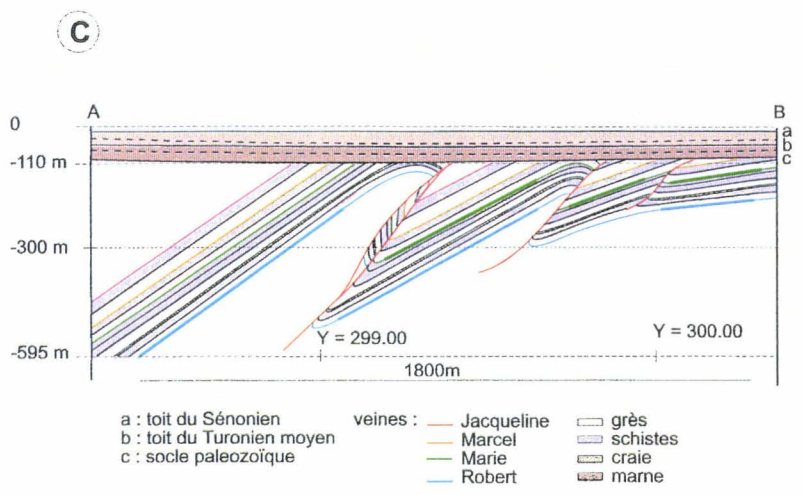 C
A B
0
a
b
-110 m c
-300 m
Y = 299.00 Y = 300.00
-595 m
1800m
a : toit du Sénonien veines : Jacqueline grès
b : toit du Turonien moyen Marcel schistes
c : socle paleozoïque Marie craie
Robert marne